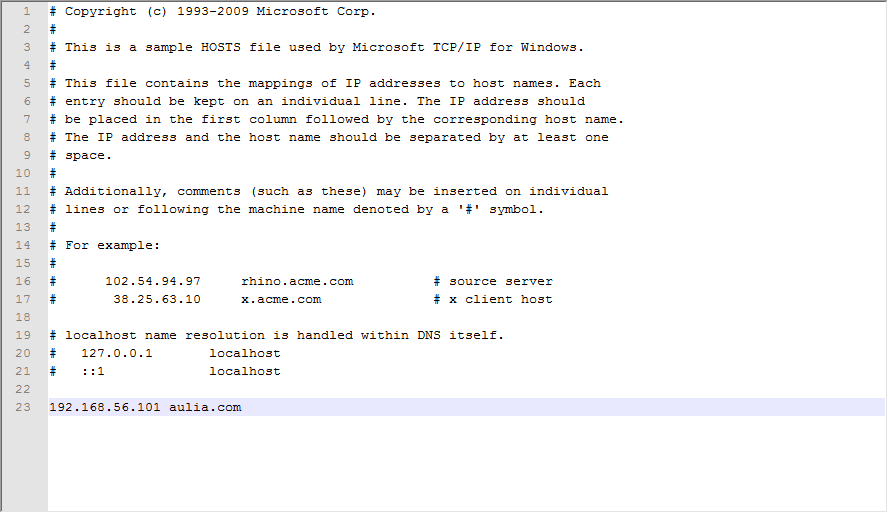 1 # Copyright (c) 1993-2009 Microsoft Corp.
2 #
3 # This is a sample HOSTS file used by Microsoft TCP/IP for Windows.
4 #
5 # This file contains the mappings of IP addresses to host names. Each
6 # entry should be kept on an individual line. The IP address should
7 # be placed in the first column followed by the corresponding host name.
8 # The IP address and the host name should be separated by at least one
9 # space.
10 #
11 # Additionally, comments (such as these) may be inserted on individual
12 # lines or following the machine name denoted by a '#' symbol.
13 #
14 # For example:
15 #
16 #      102.54.94.97     rhino.acme.com          # source server
17 #       38.25.63.10     x.acme.com              # x client host
18
19 # localhost name resolution is handled within DNS itself.
20 #   127.0.0.1       localhost
21 #   ::1             localhost
22
23 192.168.56.101 aulia.com